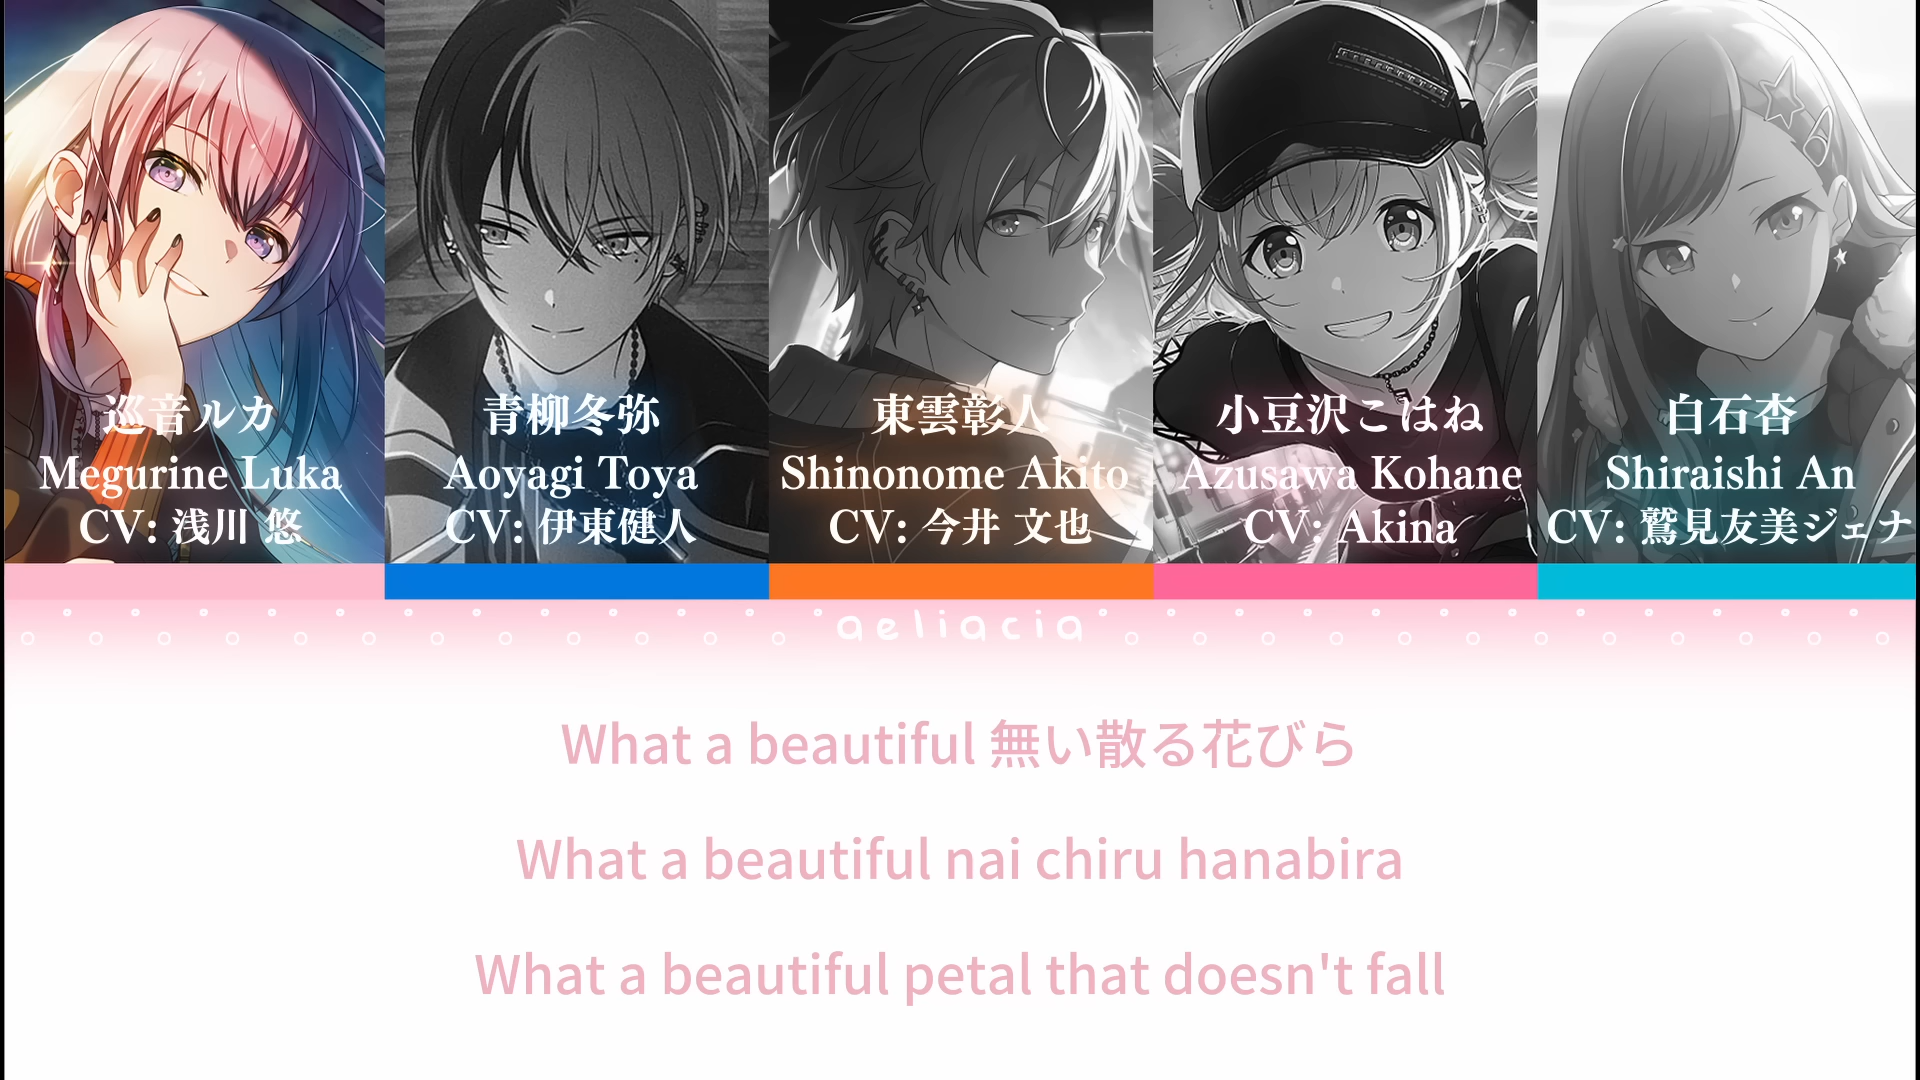 巡音ルカ
Megurine Luka
CV: 浅川 悠
青柳冬弥
Aoyagi Toya
CV: 伊東健人
東雲彰人
Shinonome Akito
CV: 今井 文也
小豆沢こはね
Azusawa Kohane
CV: Akina
白石杏
Shiraishi An
CV: 鷲見友美ジェナ
aeliacia
What a beautiful 無い散る花びら
What a beautiful nai chiru hanabira
What a beautiful petal that doesn't fall